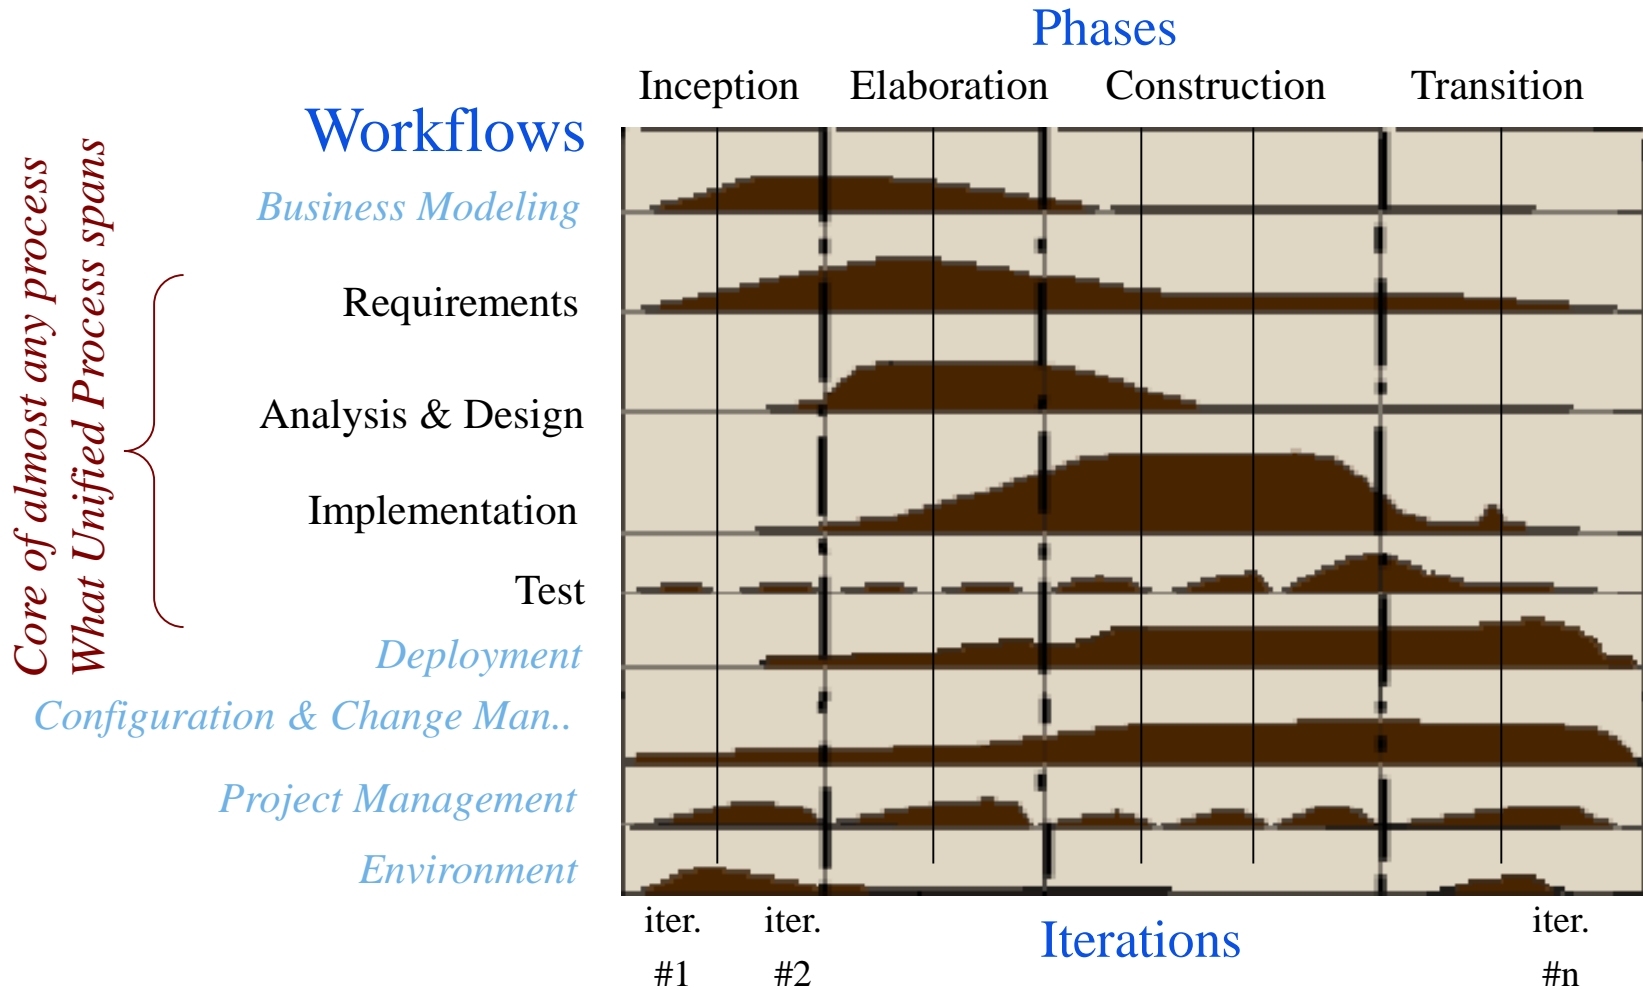 Phases
Inception Elaboration Construction Transition
Workflows
Business Modeling
Requirements
Analysis & Design
Implementation
Test
Deployment
Configuration & Change Man..
Project Management
Environment
Core of almost any process
What Unified Process spans
iter. iter. iter.
#1 #2 #n
Iterations